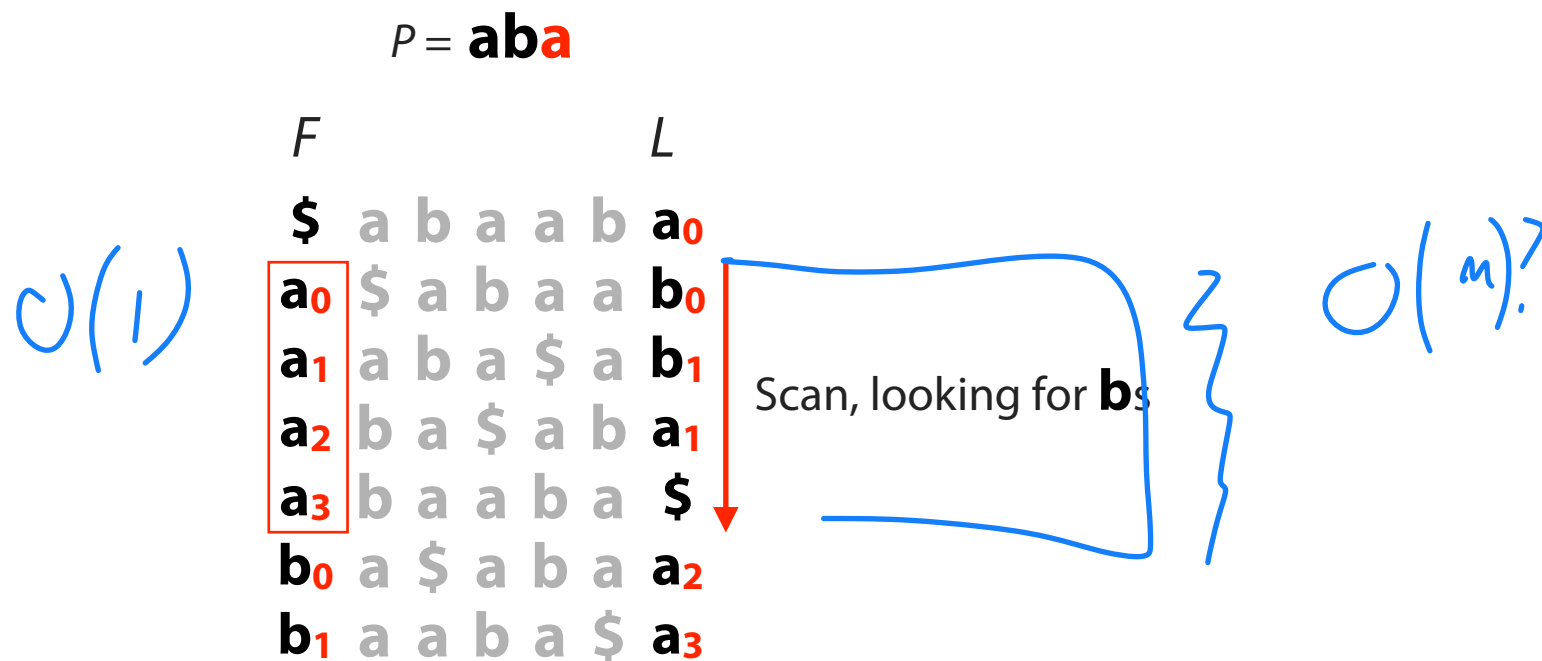 P = aba
F L
$ a b a a b a0
a0 $ a b a a b0
a1 a b a $ a b1
a2 b a $ a b a1
a3 b a a b a $
b0 a $ a b a a2
b1 a a b a $ a3
O(1)
Scan, looking for bs
O(m)?